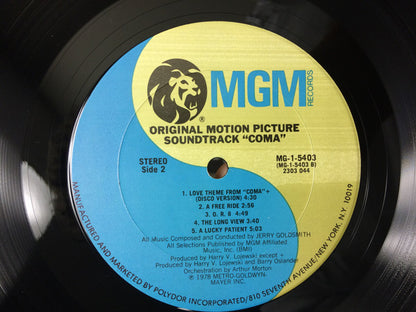 MGM
RECORDS
®
ORIGINAL MOTION PICTURE
SOUNDTRACK "COMA"
STEREO
Side 2
MG-1-5403
(MG-1-5403 B)
2303 044
1. LOVE THEME FROM "COMA"+
(DISCO VERSION) 4:30
2. A FREE RIDE 2:56
3. O. R. 8 4:49
4. THE LONG VIEW 3:40
5. A LUCKY PATIENT 5:03
All Music Composed and Conducted by JERRY GOLDSMITH
All Selections Published by MGM Affiliated
Music, Inc. (BMI)
Produced by Harry V. Lojewski except +
Produced by Harry V. Lojewski and Barry Oslander
Orchestration by Arthur Morton
℗ 1978 METRO-GOLDWYN-
MAYER INC.
MANUFACTURED AND MARKETED BY POLYDOR INCORPORATED/810 SEVENTH AVENUE/NEW YORK, N.Y. 10019